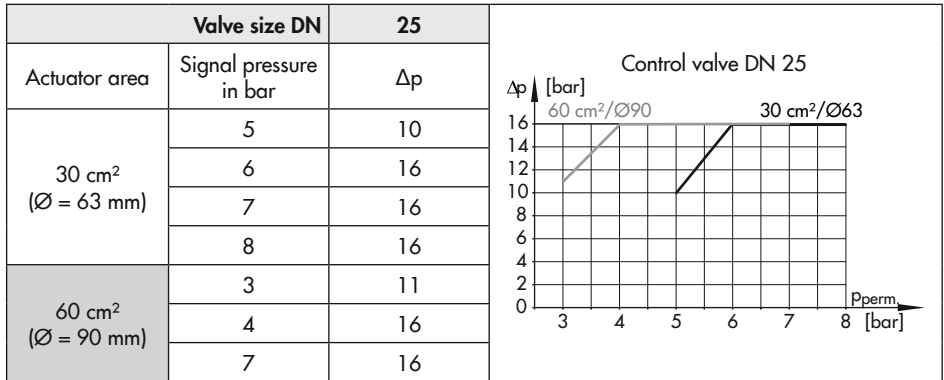 Valve size DN 25
Actuator area Signal pressure in bar Δp
30 cm² (Ø = 63 mm)
5 10
6 16
7 16
8 16
60 cm² (Ø = 90 mm)
3 11
4 16
7 16
Control valve DN 25
Δp [bar]
60 cm²/Ø90 30 cm²/Ø63
16
14
12
10
8
6
4
2
0
3 4 5 6 7 8 [bar]
pperm.